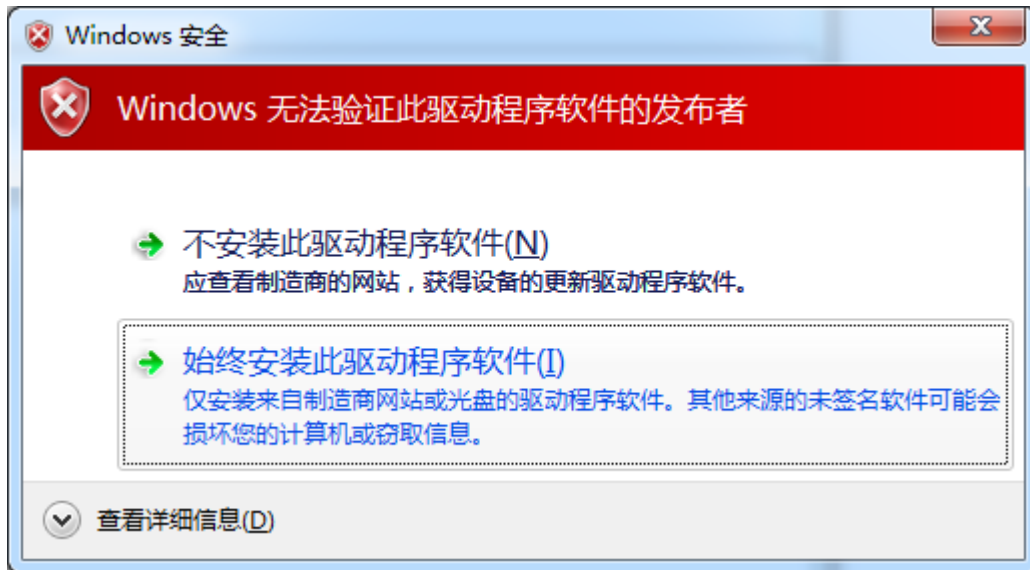 Windows 安全
Windows 无法验证此驱动程序软件的发布者
不安装此驱动程序软件(N)
应查看制造商的网站，获得设备的更新驱动程序软件。
始终安装此驱动程序软件(I)
仅安装来自制造商网站或光盘的驱动程序软件。其他来源的未签名软件可能会
损坏您的计算机或窃取信息。
查看详细信息(D)